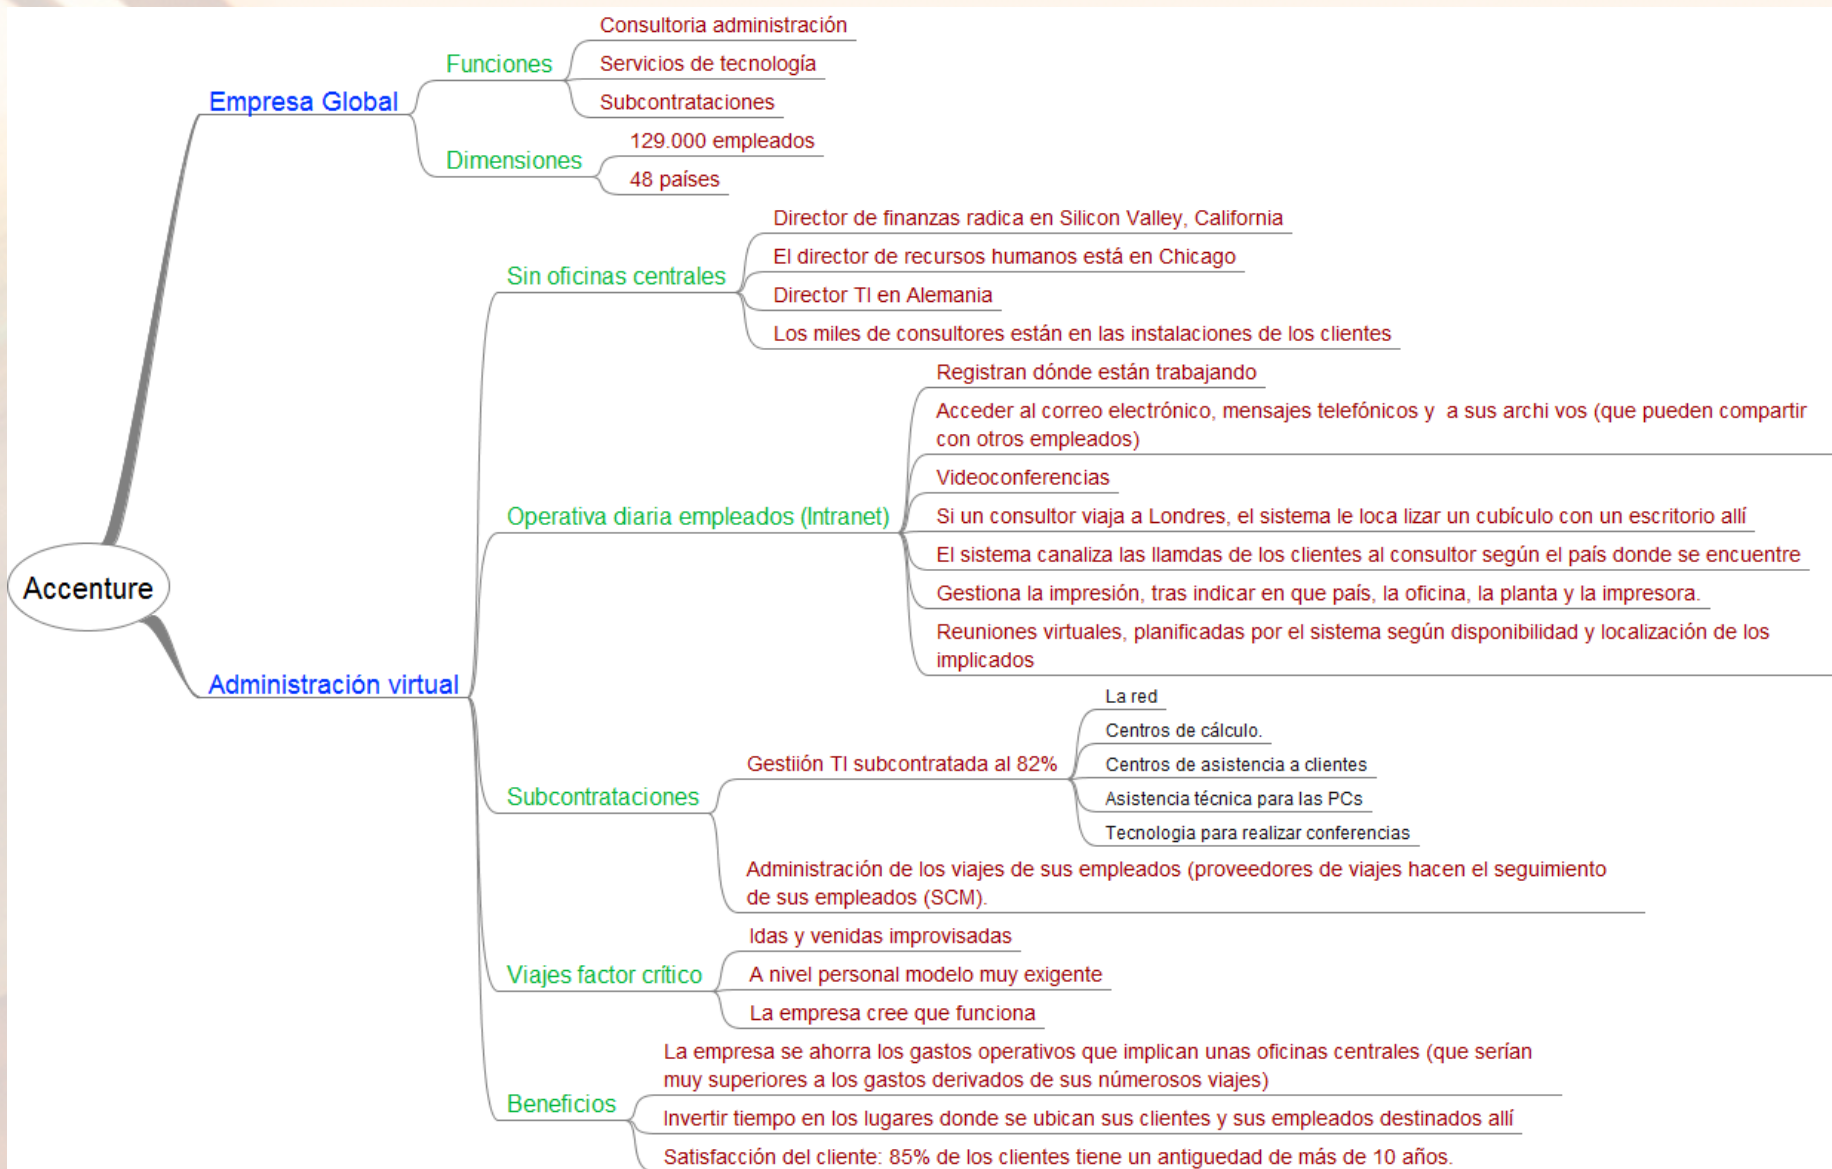 Accenture
Empresa Global
Funciones
Consultoria administración
Servicios de tecnología
Subcontrataciones
Dimensiones
129.000 empleados
48 países
Administración virtual
Sin oficinas centrales
Director de finanzas radica en Silicon Valley, California
El director de recursos humanos está en Chicago
Director TI en Alemania
Los miles de consultores están en las instalaciones de los clientes
Operativa diaria empleados (Intranet)
Registran dónde están trabajando
Acceder al correo electrónico, mensajes telefónicos y  a sus archi vos (que pueden compartir
con otros empleados)
Videoconferencias
Si un consultor viaja a Londres, el sistema le loca lizar un cubículo con un escritorio allí
El sistema canaliza las llamdas de los clientes al consultor según el país donde se encuentre
Gestiona la impresión, tras indicar en que país, la oficina, la planta y la impresora.
Reuniones virtuales, planificadas por el sistema según disponibilidad y localización de los
implicados
Subcontrataciones
Gestiión TI subcontratada al 82%
La red
Centros de cálculo.
Centros de asistencia a clientes
Asistencia técnica para las PCs
Tecnologia para realizar conferencias
Administración de los viajes de sus empleados (proveedores de viajes hacen el seguimiento
de sus empleados (SCM).
Viajes factor crítico
Idas y venidas improvisadas
A nivel personal modelo muy exigente
La empresa cree que funciona
Beneficios
La empresa se ahorra los gastos operativos que implican unas oficinas centrales (que serían
muy superiores a los gastos derivados de sus númerosos viajes)
Invertir tiempo en los lugares donde se ubican sus clientes y sus empleados destinados allí
Satisfacción del cliente: 85% de los clientes tiene un antiguedad de más de 10 años.